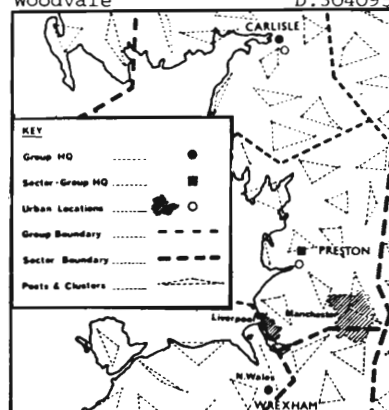 Woodvale
CARLISLE
KEY
Group HQ
Sector-Group HQ
Urban Locations
Group Boundary
Sector Boundary
Posts & Clusters
PRESTON
Liverpool
Manchester
N.Wales
WREXHAM